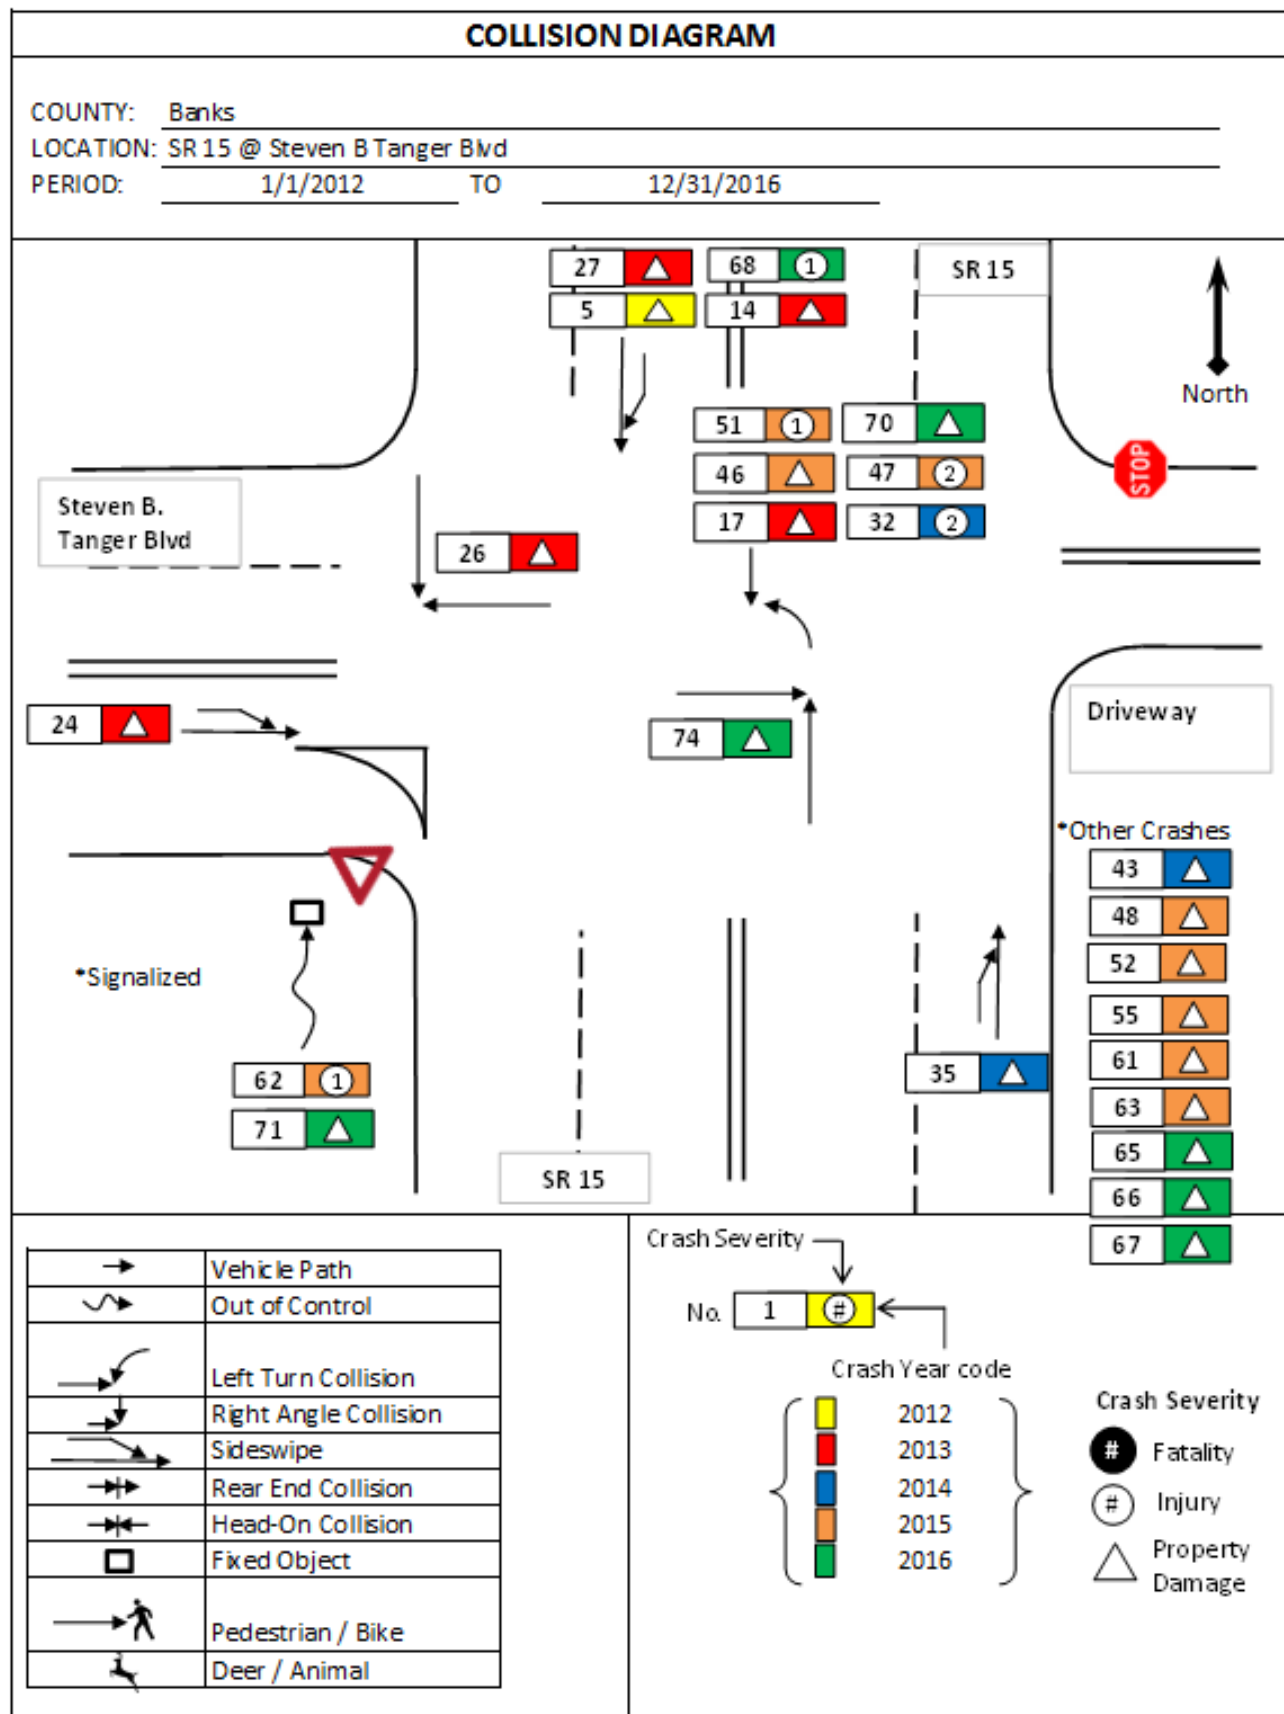 COLLISION DIAGRAM
COUNTY: Banks
LOCATION: SR 15 @ Steven B Tanger Blvd
PERIOD: 1/1/2012 TO 12/31/2016
27
68 1
SR 15
5
14
North
51 1
70
STOP
46
47 2
Steven B.
Tanger Blvd
17
32 2
26
24
74
Driveway
*Other Crashes
43
48
52
*Signalized
55
61
35
62 1
63
71
65
SR 15
66
67
Vehicle Path
Out of Control
Left Turn Collision
Right Angle Collision
Sideswipe
Rear End Collision
Head-On Collision
Fixed Object
Pedestrian / Bike
Deer / Animal
Crash Severity
No. 1 #
Crash Year code
2012
2013
2014
2015
2016
Crash Severity
# Fatality
# Injury
Property
Damage